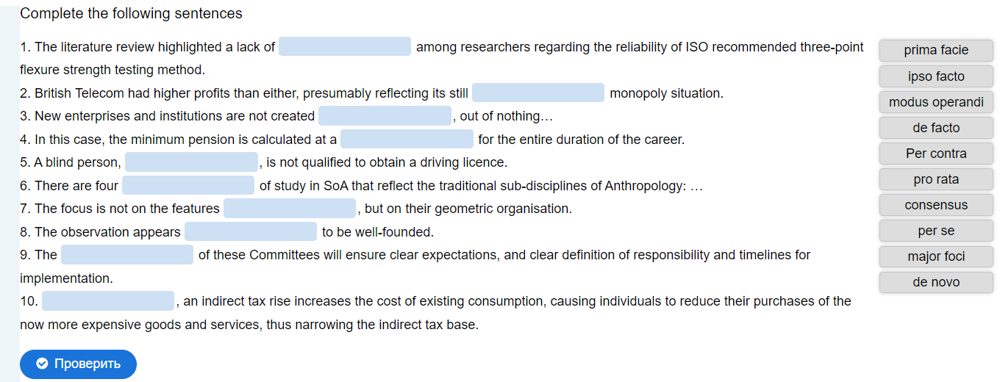 Complete the following sentences
1. The literature review highlighted a lack of among researchers regarding the reliability of ISO recommended three-point
flexure strength testing method.
2. British Telecom had higher profits than either, presumably reflecting its still monopoly situation.
3. New enterprises and institutions are not created , out of nothing…
4. In this case, the minimum pension is calculated at a for the entire duration of the career.
5. A blind person, , is not qualified to obtain a driving licence.
6. There are four of study in SoA that reflect the traditional sub-disciplines of Anthropology: …
7. The focus is not on the features , but on their geometric organisation.
8. The observation appears to be well-founded.
9. The of these Committees will ensure clear expectations, and clear definition of responsibility and timelines for
implementation.
10. , an indirect tax rise increases the cost of existing consumption, causing individuals to reduce their purchases of the
now more expensive goods and services, thus narrowing the indirect tax base.
Проверить
prima facie
ipso facto
modus operandi
de facto
Per contra
pro rata
consensus
per se
major foci
de novo